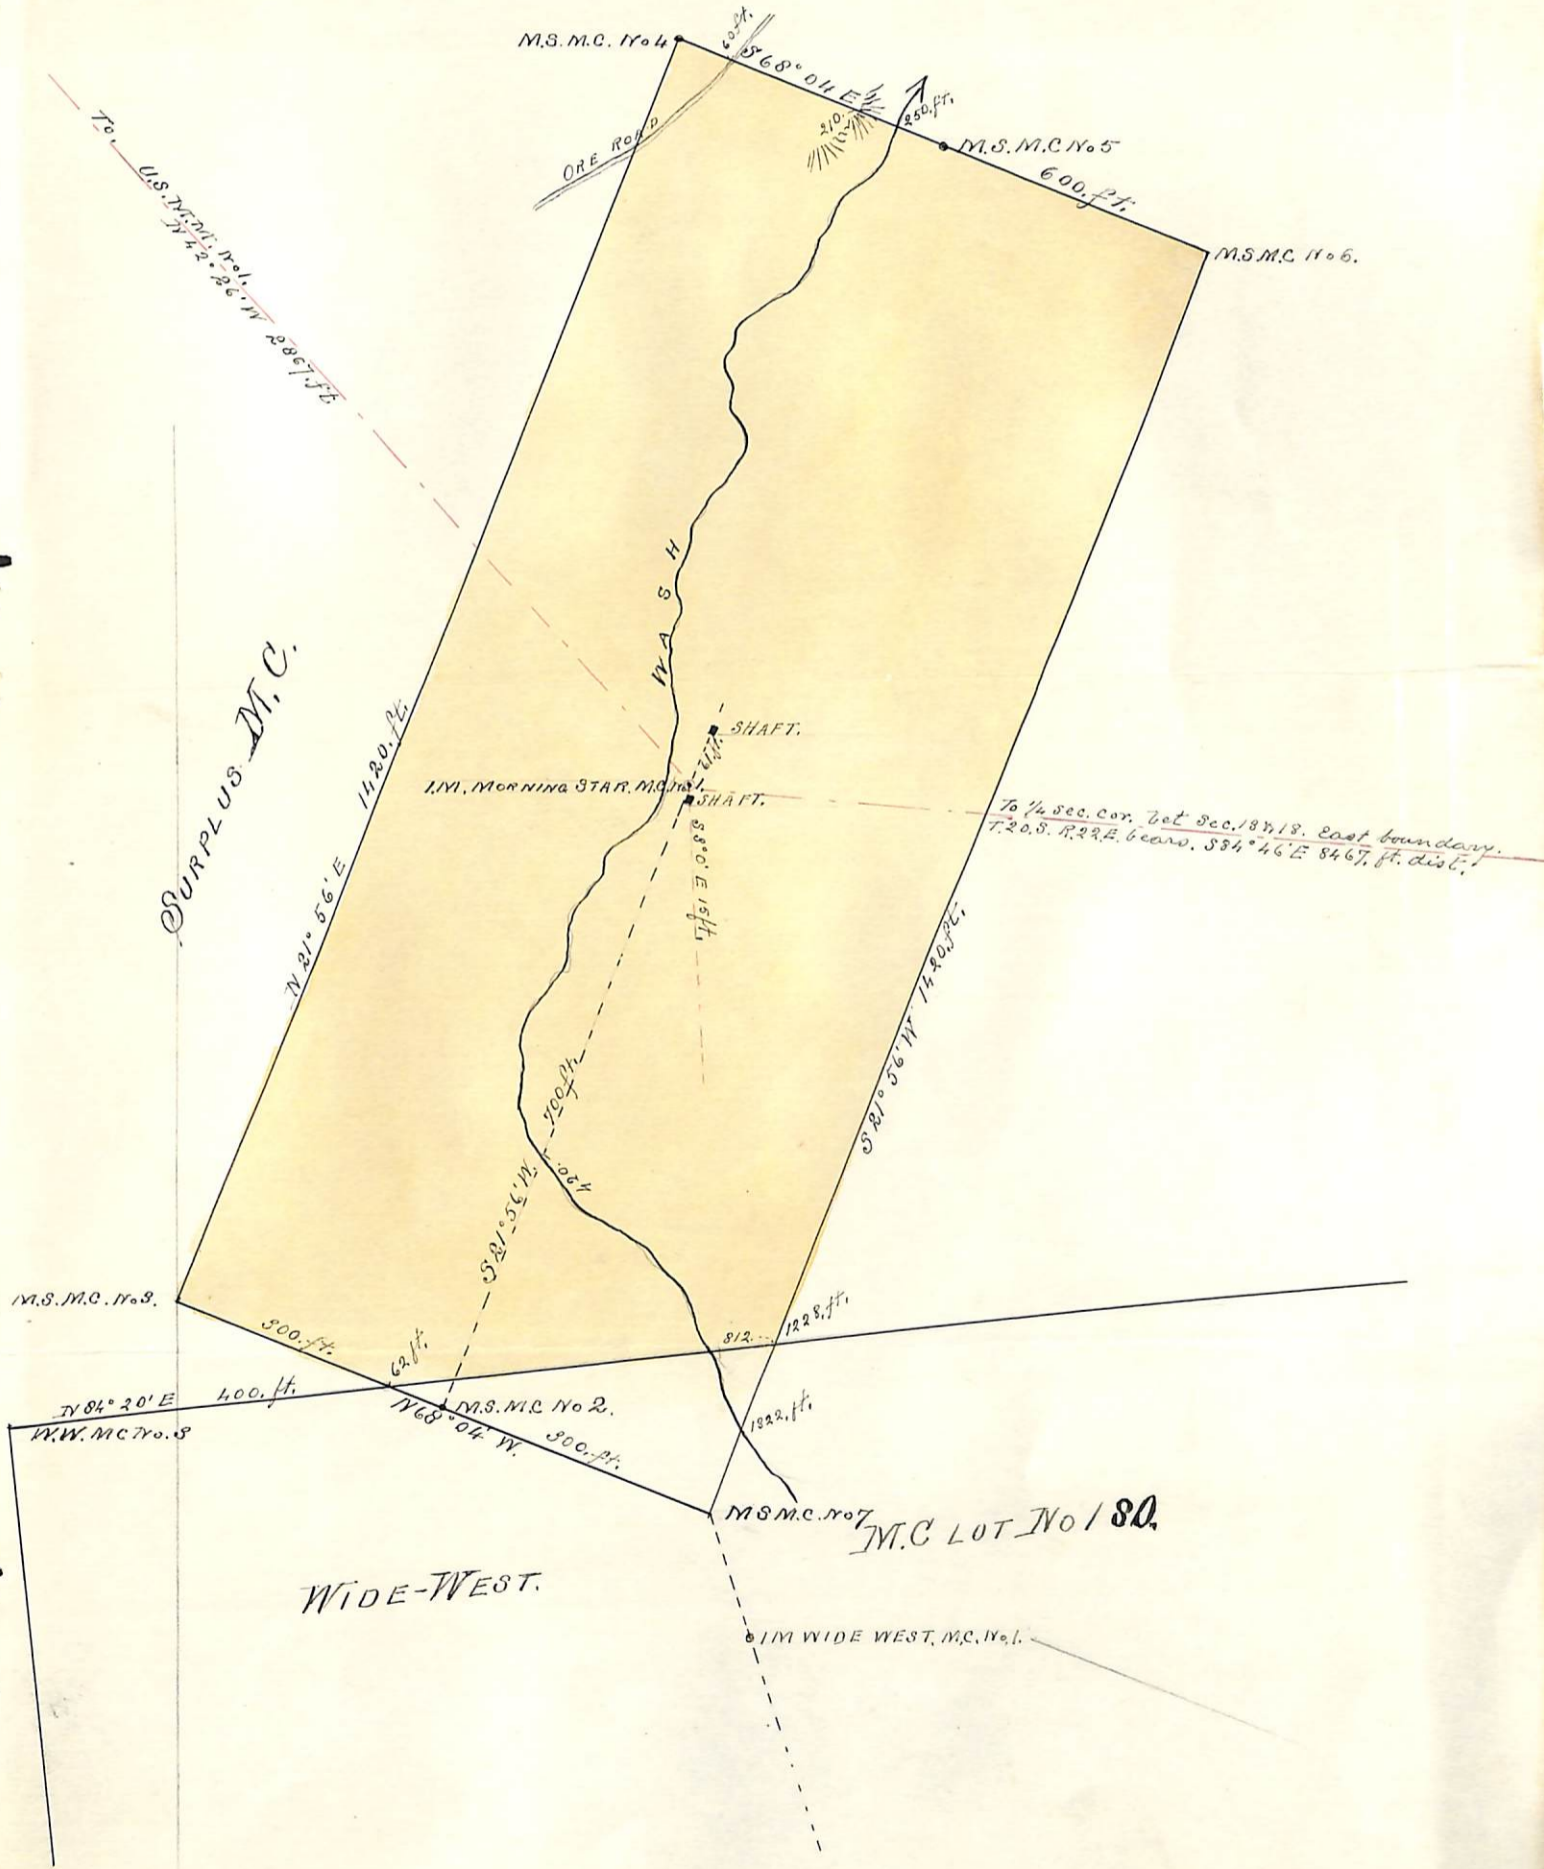 M.S.M.C. No 4
60 ft.
S 68° 04 E
210.
250. ft.
M.S.M.C No 5
600. ft.
M.S.M.C No 6.
ORE ROAD
To. U.S.M.M. No 1.
N 42° 26' W 2867. ft.
WASH
SURPLUS M.C.
1420. ft.
N 21° 56' E
SHAFT.
I.M. MORNING STAR. M.C. No 1.
SHAFT.
S 8° 0' E 15 ft.
To 1/4 sec. cor. bet Sec. 13 & 18. east boundary.
T. 20. S. R. 22 E. bears. S 84° 46' E 8467. ft. dist.
S 21° 56' W 1420. ft.
700 ft.
420.
S 21° 56' W.
M.S.M.C. No 3.
300. ft.
62 ft.
812.
1228. ft.
N 84° 20' E 400. ft.
W.W. MC No. 3
M.S.M.C No 2.
N 68° 04' W. 300. ft.
1322. ft.
M S M.C. No 7
M.C LOT No 180.
WIDE-WEST.
I M WIDE WEST, M.C. No. 1.